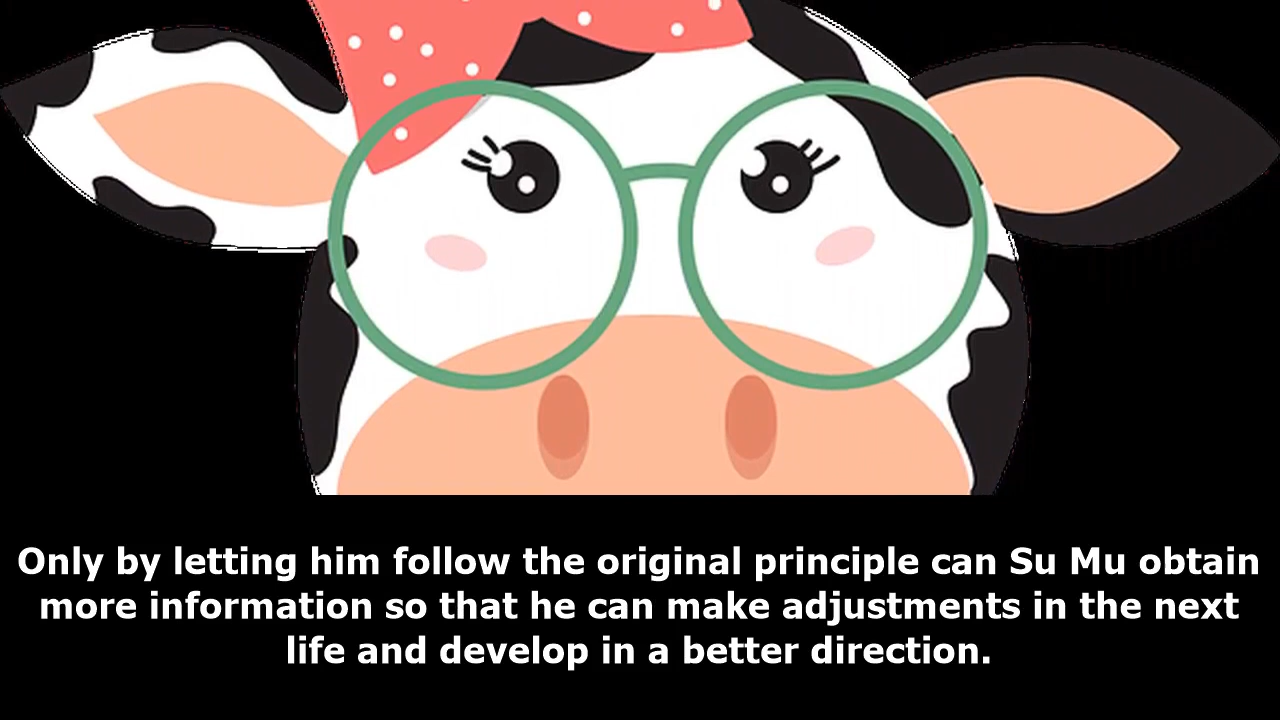 Only by letting him follow the original principle can Su Mu obtain
more information so that he can make adjustments in the next
life and develop in a better direction.